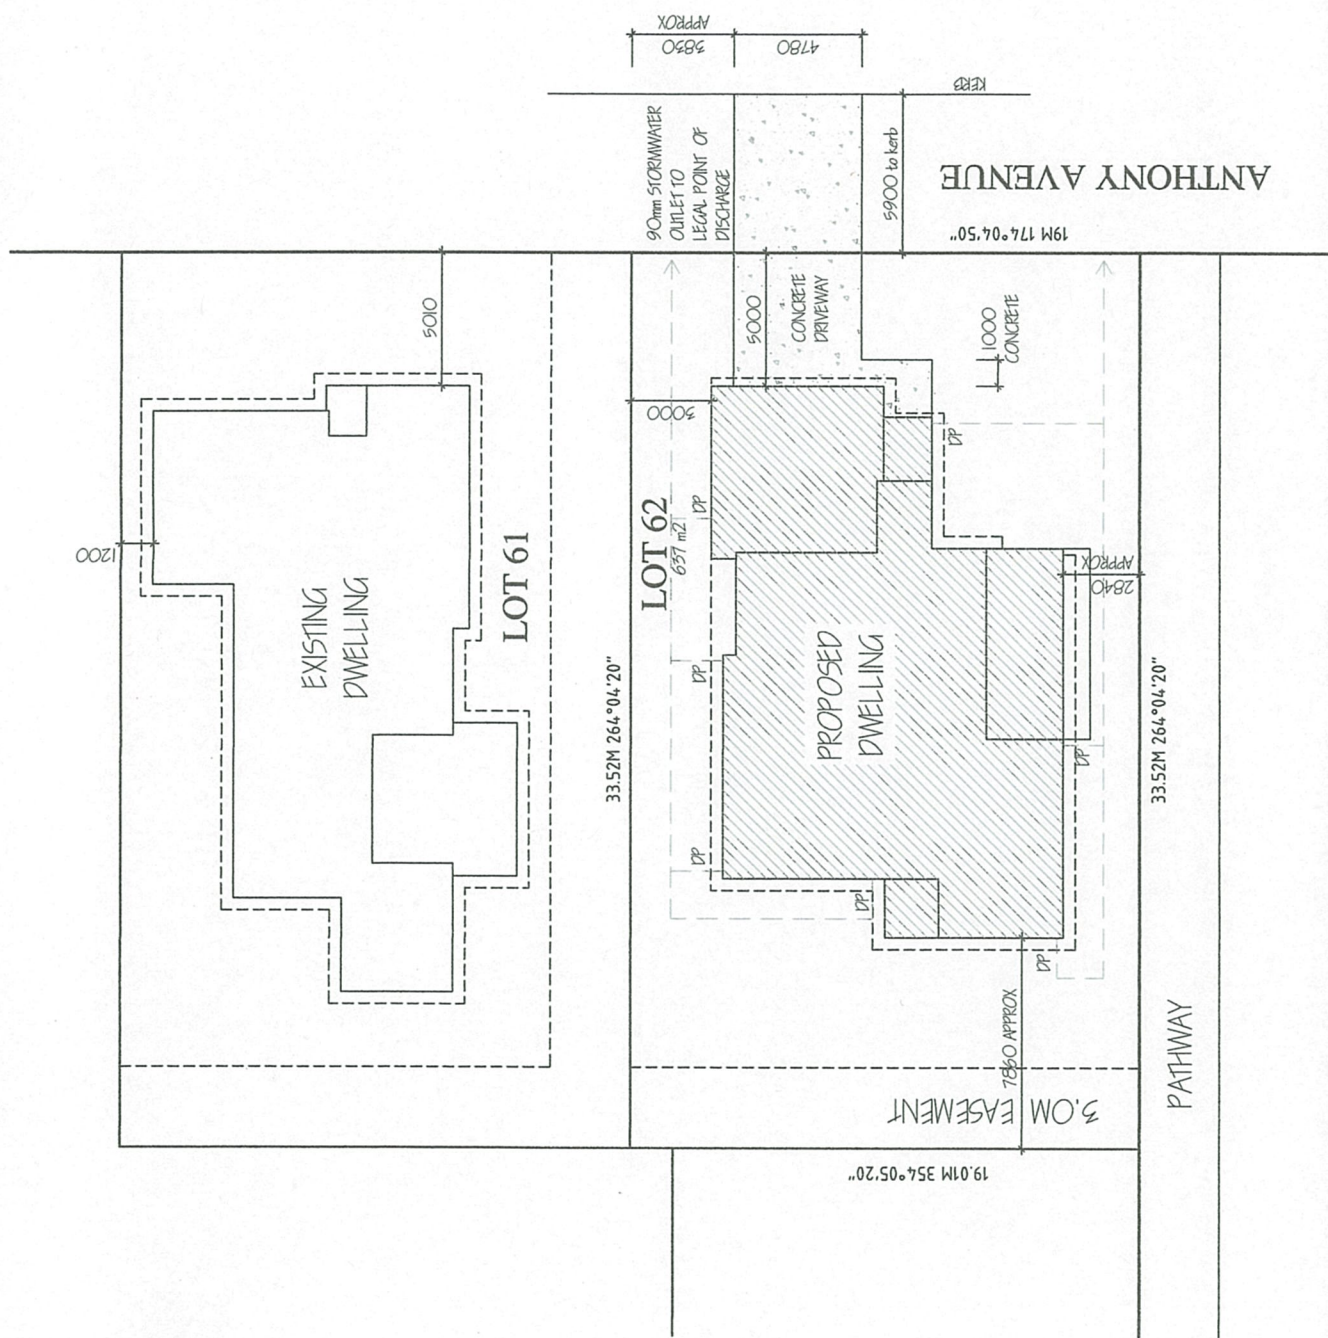 APPROX
3830
4780
KERB
90mm STORMWATER
OUTLET TO
LEGAL POINT OF
DISCHARGE
5900 to kerb
ANTHONY AVENUE
19M 174°04'50"
5010
5000
CONCRETE
DRIVEWAY
1000
CONCRETE
3000
1200
LOT 61
EXISTING
DWELLING
LOT 62
637 m2
DP
DP
DP
DP
DP
DP
DP
APPROX
2840
PROPOSED
DWELLING
33.52M 264°04'20"
33.52M 264°04'20"
7860 APPROX
3.0M EASEMENT
PATHWAY
19.01M 354°05'20"